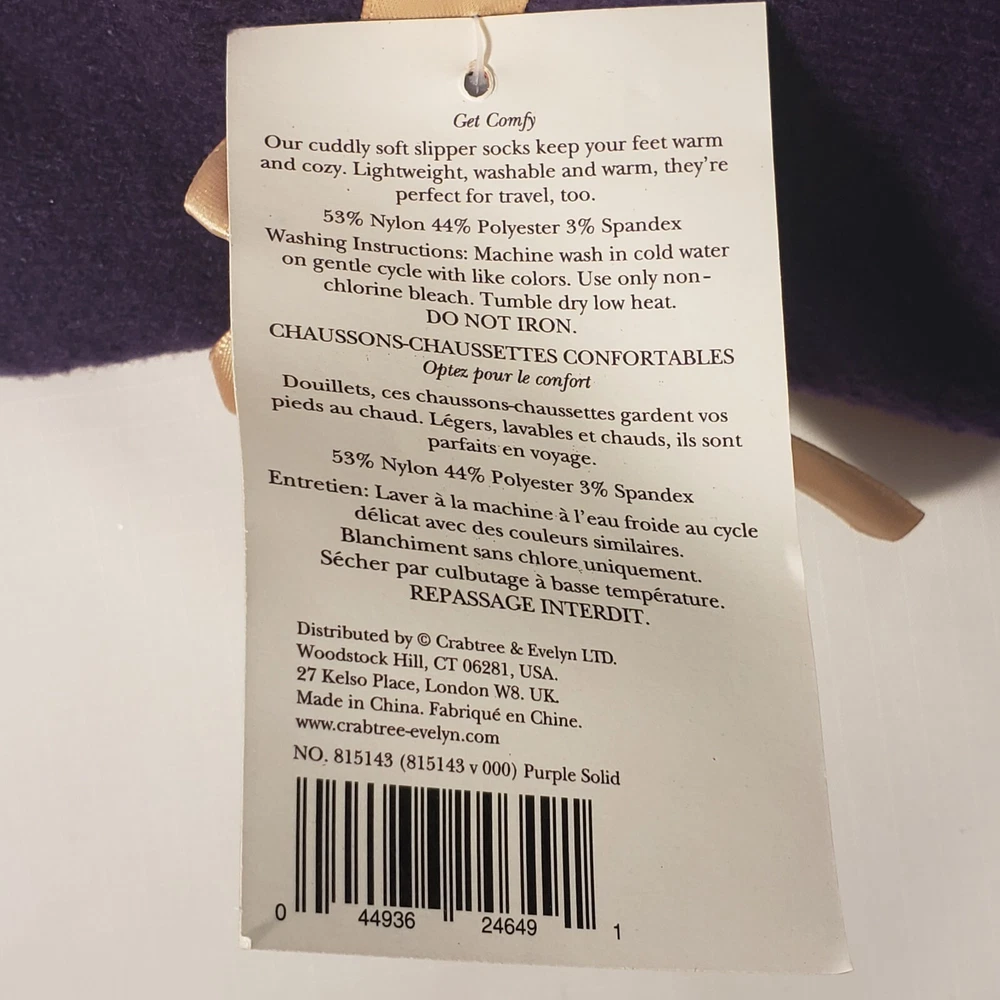 Get Comfy
Our cuddly soft slipper socks keep your feet warm
and cozy. Lightweight, washable and warm, they're
perfect for travel, too.
53% Nylon 44% Polyester 3% Spandex
Washing Instructions: Machine wash in cold water
on gentle cycle with like colors. Use only non-
chlorine bleach. Tumble dry low heat.
DO NOT IRON.
CHAUSSONS-CHAUSSETTES CONFORTABLES
Optez pour le confort
Douillets, ces chaussons-chaussettes gardent vos
pieds au chaud. Légers, lavables et chauds, ils sont
parfaits en voyage.
53% Nylon 44% Polyester 3% Spandex
Entretien: Laver à la machine à l'eau froide au cycle
délicat avec des couleurs similaires.
Blanchiment sans chlore uniquement.
Sécher par culbutage à basse température.
REPASSAGE INTERDIT.
Distributed by © Crabtree & Evelyn LTD.
Woodstock Hill, CT 06281, USA.
27 Kelso Place, London W8. UK.
Made in China. Fabriqué en Chine.
www.crabtree-evelyn.com
NO. 815143 (815143 v 000) Purple Solid
0 44936 24649 1